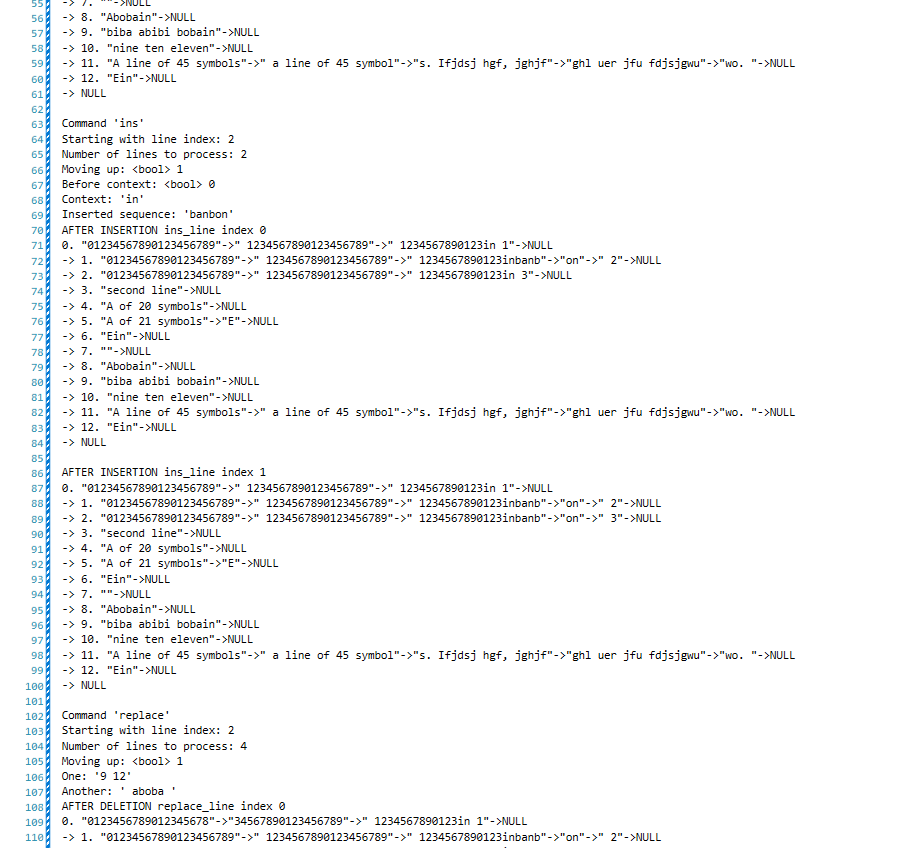 55 -> 7. ""->NULL
56 -> 8. "Abobain"->NULL
57 -> 9. "biba abibi bobain"->NULL
58 -> 10. "nine ten eleven"->NULL
59 -> 11. "A line of 45 symbols"->" a line of 45 symbol"->"s. Ifjdsj hgf, jghjf"->"ghl uer jfu fdjsjgwu"->"wo. "->NULL
60 -> 12. "Ein"->NULL
61 -> NULL
62
63 Command 'ins'
64 Starting with line index: 2
65 Number of lines to process: 2
66 Moving up: <bool> 1
67 Before context: <bool> 0
68 Context: 'in'
69 Inserted sequence: 'banbon'
70 AFTER INSERTION ins_line index 0
71 0. "01234567890123456789"->" 1234567890123456789"->" 1234567890123in 1"->NULL
72 -> 1. "01234567890123456789"->" 1234567890123456789"->" 1234567890123inbanb"->"on"->" 2"->NULL
73 -> 2. "01234567890123456789"->" 1234567890123456789"->" 1234567890123in 3"->NULL
74 -> 3. "second line"->NULL
75 -> 4. "A of 20 symbols"->NULL
76 -> 5. "A of 21 symbols"->"E"->NULL
77 -> 6. "Ein"->NULL
78 -> 7. ""->NULL
79 -> 8. "Abobain"->NULL
80 -> 9. "biba abibi bobain"->NULL
81 -> 10. "nine ten eleven"->NULL
82 -> 11. "A line of 45 symbols"->" a line of 45 symbol"->"s. Ifjdsj hgf, jghjf"->"ghl uer jfu fdjsjgwu"->"wo. "->NULL
83 -> 12. "Ein"->NULL
84 -> NULL
85
86 AFTER INSERTION ins_line index 1
87 0. "01234567890123456789"->" 1234567890123456789"->" 1234567890123in 1"->NULL
88 -> 1. "01234567890123456789"->" 1234567890123456789"->" 1234567890123inbanb"->"on"->" 2"->NULL
89 -> 2. "01234567890123456789"->" 1234567890123456789"->" 1234567890123inbanb"->"on"->" 3"->NULL
90 -> 3. "second line"->NULL
91 -> 4. "A of 20 symbols"->NULL
92 -> 5. "A of 21 symbols"->"E"->NULL
93 -> 6. "Ein"->NULL
94 -> 7. ""->NULL
95 -> 8. "Abobain"->NULL
96 -> 9. "biba abibi bobain"->NULL
97 -> 10. "nine ten eleven"->NULL
98 -> 11. "A line of 45 symbols"->" a line of 45 symbol"->"s. Ifjdsj hgf, jghjf"->"ghl uer jfu fdjsjgwu"->"wo. "->NULL
99 -> 12. "Ein"->NULL
100 -> NULL
101
102 Command 'replace'
103 Starting with line index: 2
104 Number of lines to process: 4
105 Moving up: <bool> 1
106 One: '9 12'
107 Another: ' aboba '
108 AFTER DELETION replace_line index 0
109 0. "0123456789012345678"->"34567890123456789"->" 1234567890123in 1"->NULL
110 -> 1. "01234567890123456789"->" 1234567890123456789"->" 1234567890123inbanb"->"on"->" 2"->NULL